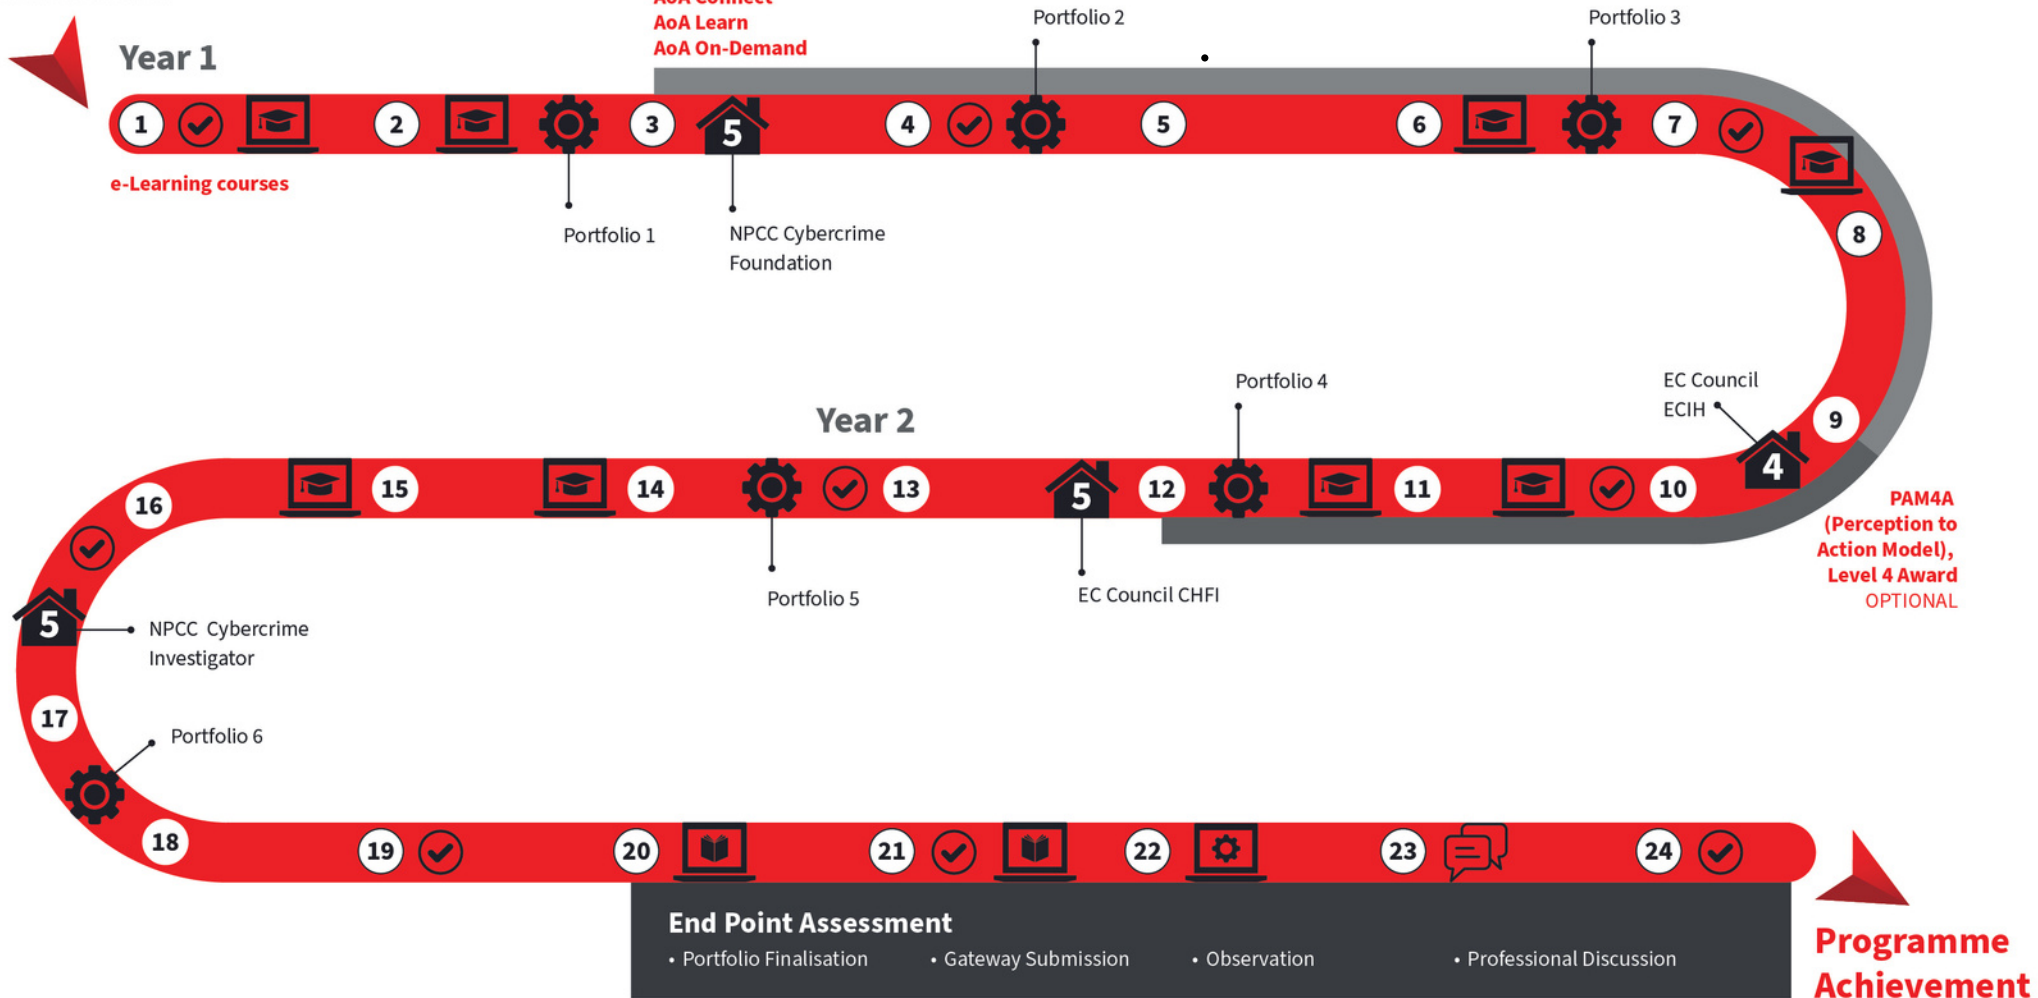 AoA Connect
AoA Learn
AoA On-Demand
Portfolio 2
Portfolio 3
Year 1
1
2
3
5
4
5
6
7
e-Learning courses
8
Portfolio 1
NPCC Cybercrime
Foundation
Portfolio 4
EC Council
ECIH
9
Year 2
4
16
15
14
13
5
12
11
10
PAM4A
(Perception to
Action Model),
Level 4 Award
OPTIONAL
Portfolio 5
EC Council CHFI
5
NPCC Cybercrime
Investigator
17
Portfolio 6
18
19
20
21
22
23
24
End Point Assessment
• Portfolio Finalisation
• Gateway Submission
• Observation
• Professional Discussion
Programme
Achievement